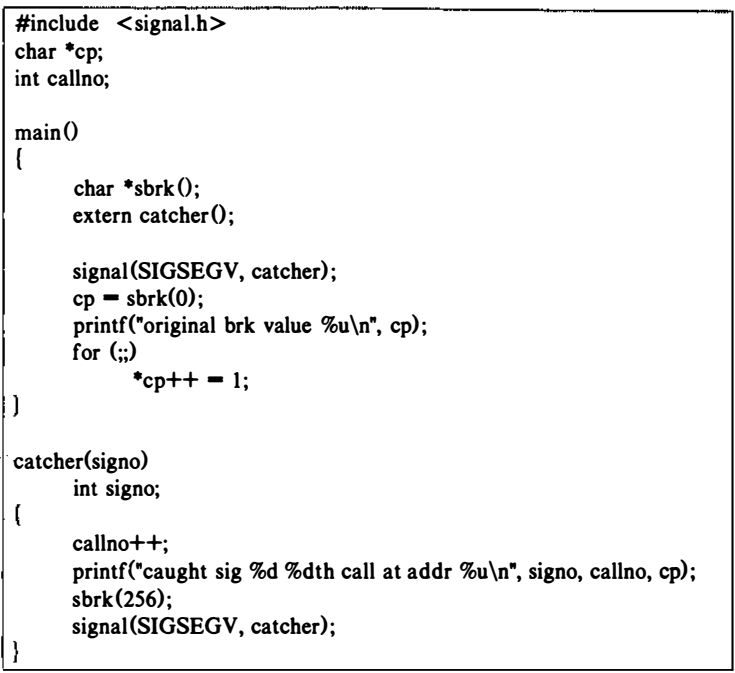 #include <signal.h>
char *cp;
int callno;
main()
{
char *sbrk();
extern catcher();
signal(SIGSEGV, catcher);
cp = sbrk(0);
printf("original brk value %u\n", cp);
for (;;)
*cp++ = 1;
}
catcher(signo)
int signo;
{
callno++;
printf("caught sig %d %dth call at addr %u\n", signo, callno, cp);
sbrk(256);
signal(SIGSEGV, catcher);
}